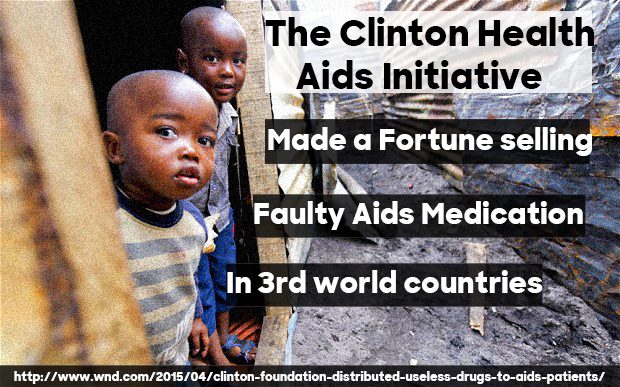 The Clinton Health
Aids Initiative
Made a Fortune selling
Faulty Aids Medication
In 3rd world countries
http://www.wnd.com/2015/04/clinton-foundation-distributed-useless-drugs-to-aids-patients/